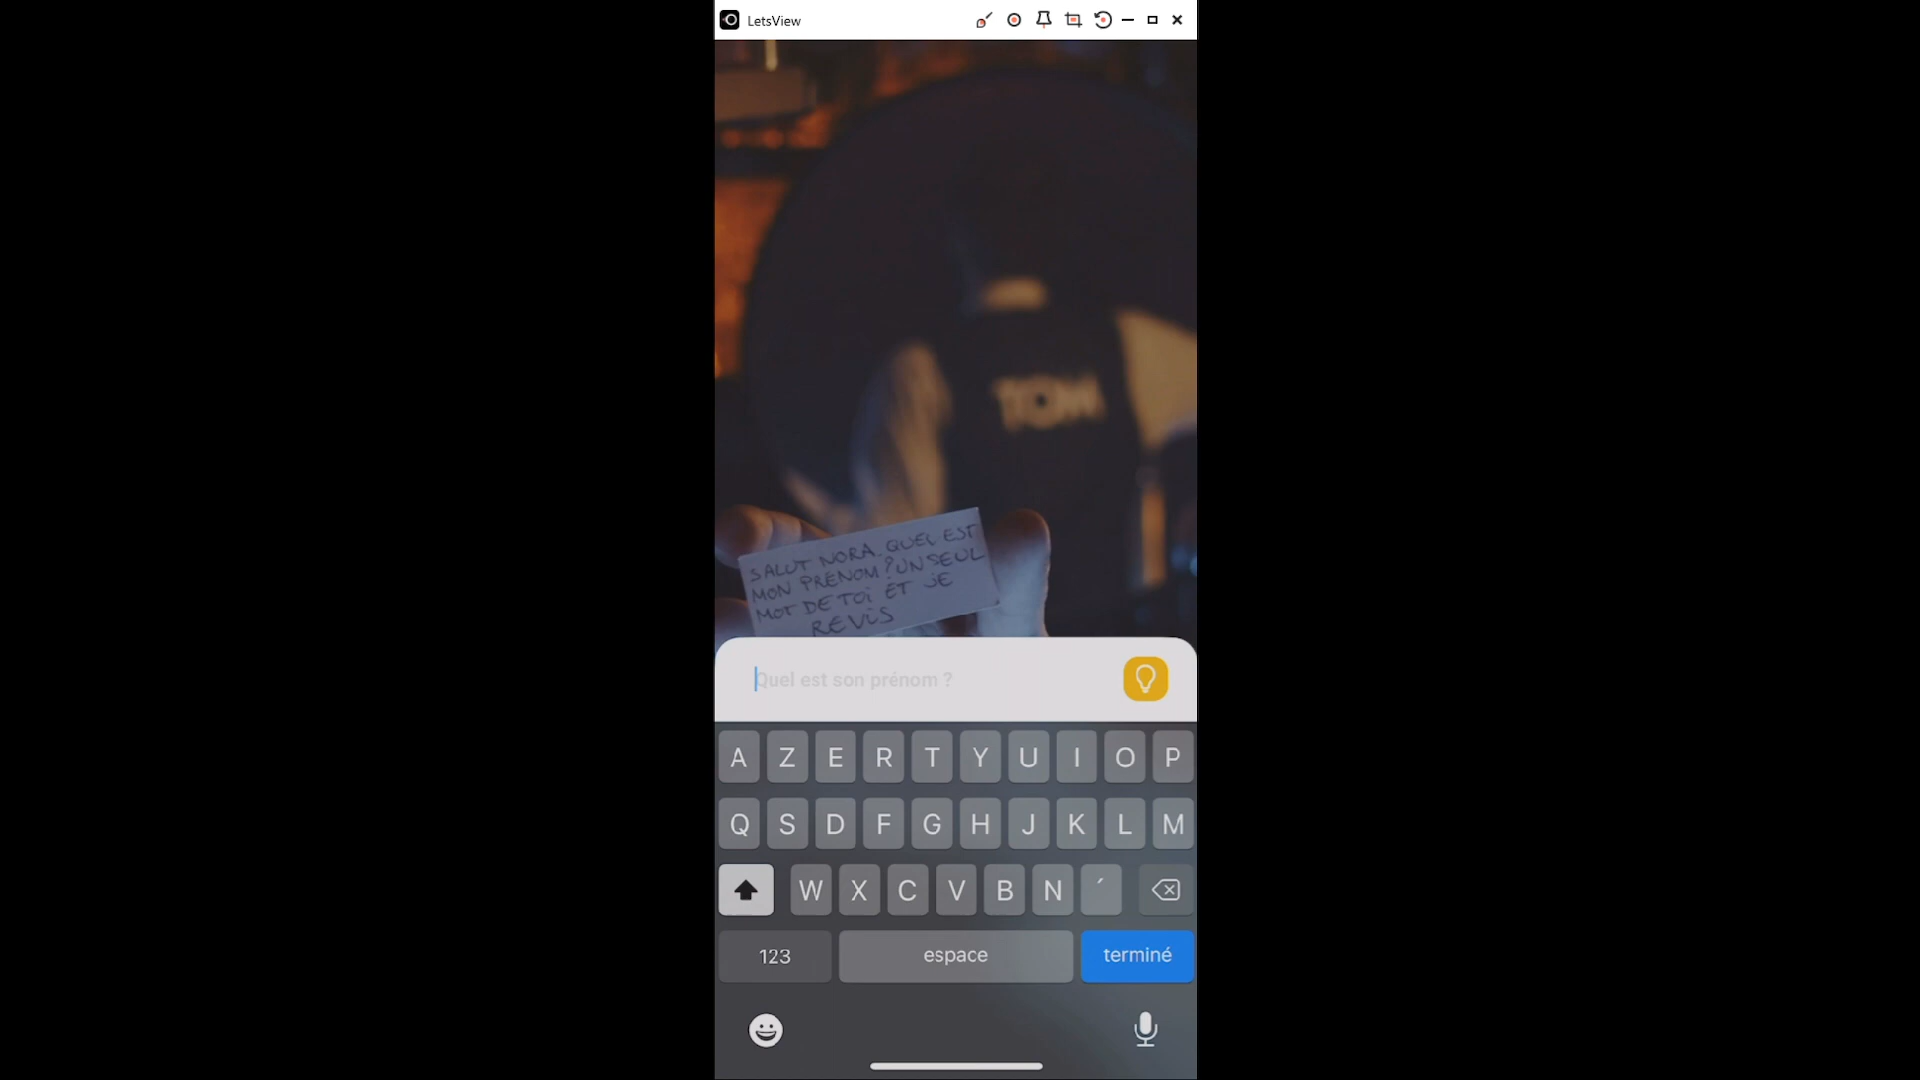 LetsView
TOM
SALUT NORA. QUEL EST
MON PRENOM ? UN SEUL
MOT DE TOI ET JE
REVIS
Quel est son prénom ?
A Z E R T Y U I O P
Q S D F G H J K L M
W X C V B N ´
123 espace terminé